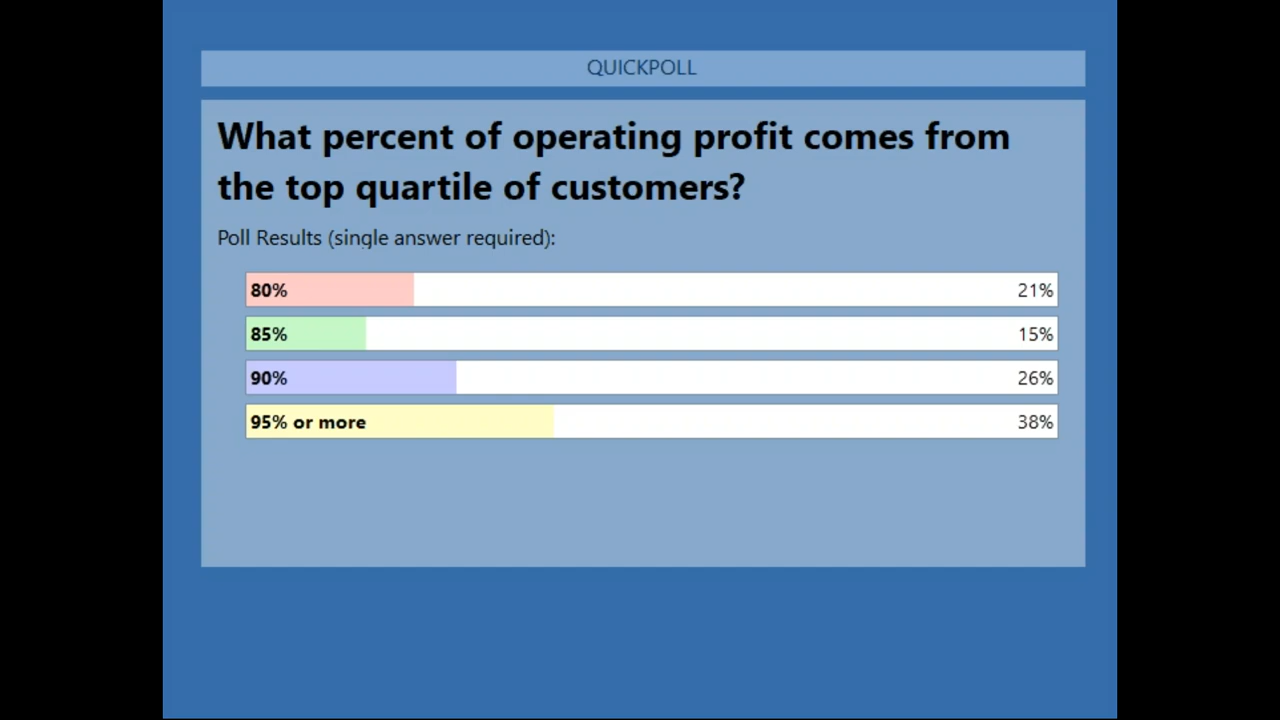 QUICKPOLL
What percent of operating profit comes from
the top quartile of customers?
Poll Results (single answer required):
80% 21%
85% 15%
90% 26%
95% or more 38%